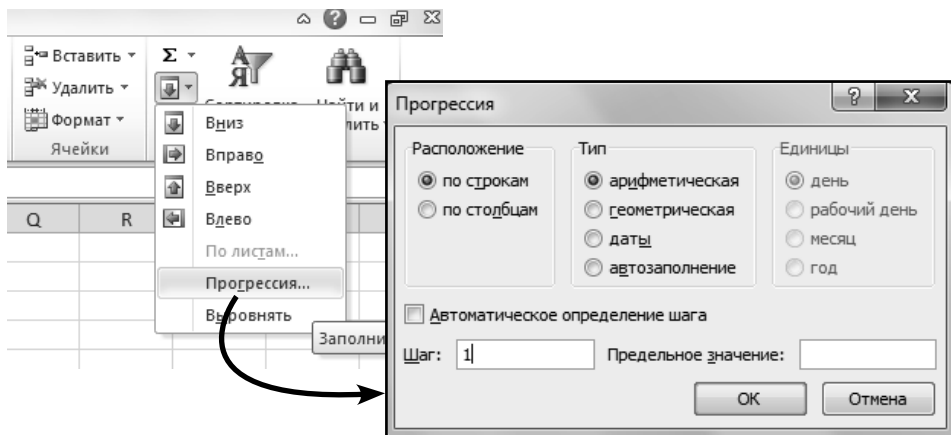 Вставить
Σ
Удалить
А
Я
Формат
Ячейки
лить
Вниз
Вправо
Вверх
Влево
По листам...
Прогрессия...
Выровнять
Q R
Прогрессия
? X
Расположение
по строкам
по столбцам
Тип
арифметическая
геометрическая
даты
автозаполнение
Единицы
день
рабочий день
месяц
год
Автоматическое определение шага
Шаг: 1 Предельное значение:
ОК Отмена